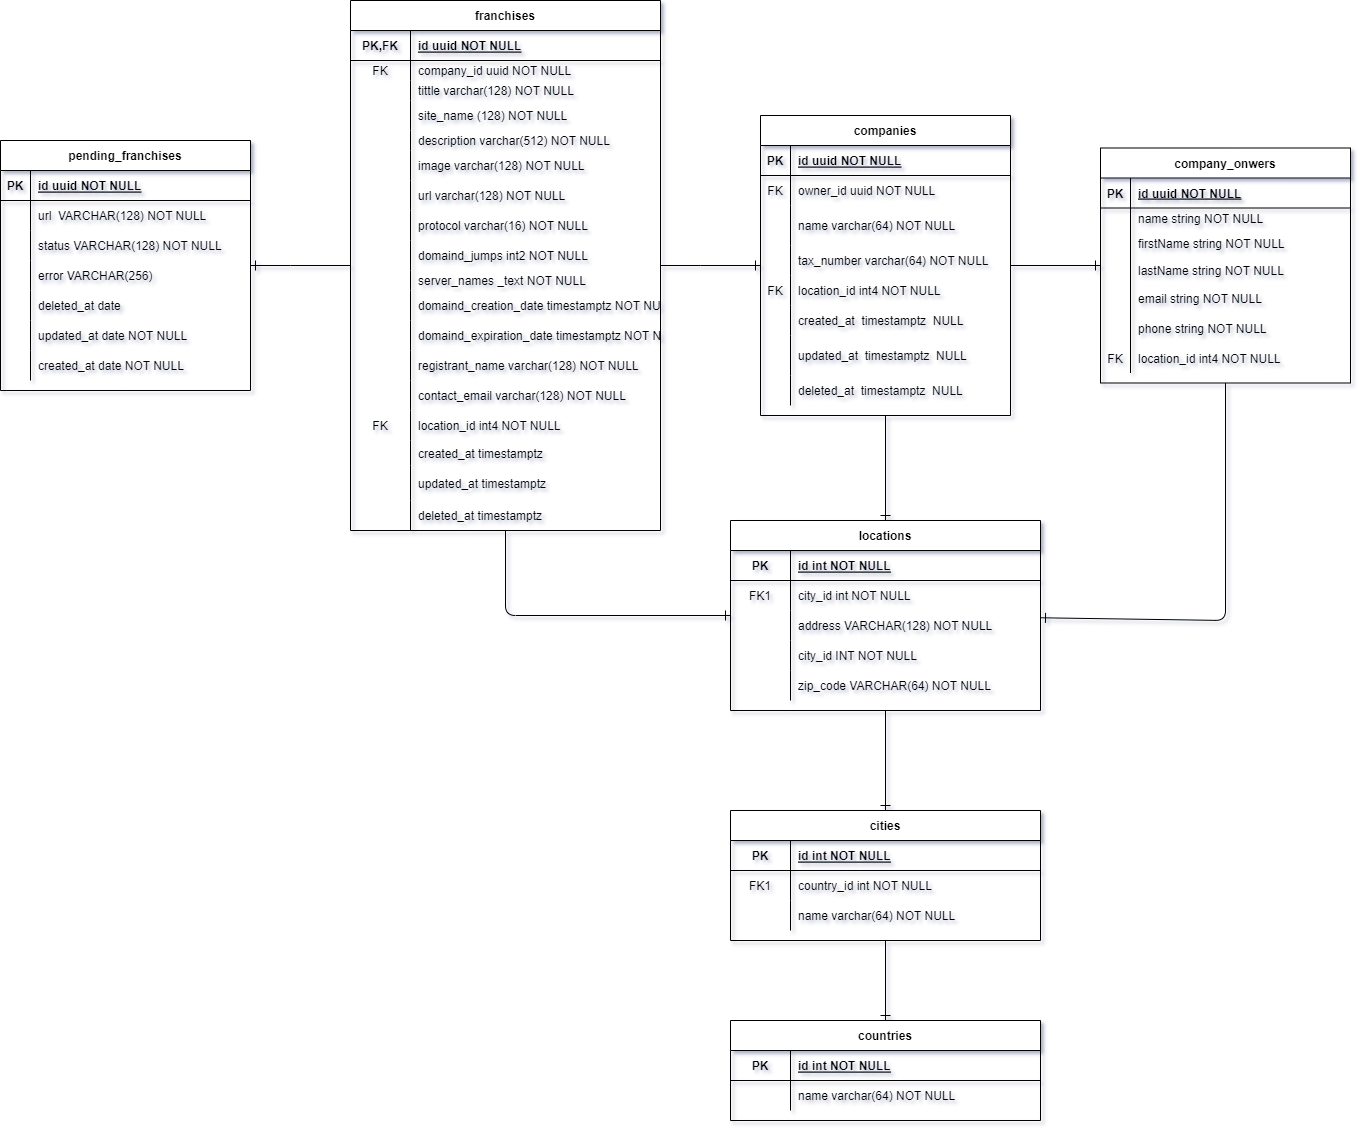 franchises
PK,FK id uuid NOT NULL
FK company_id uuid NOT NULL
tittle varchar(128) NOT NULL
site_name (128) NOT NULL
description varchar(512) NOT NULL
image varchar(128) NOT NULL
url varchar(128) NOT NULL
protocol varchar(16) NOT NULL
domaind_jumps int2 NOT NULL
server_names _text NOT NULL
domaind_creation_date timestamptz NOT NU
domaind_expiration_date timestamptz NOT N
registrant_name varchar(128) NOT NULL
contact_email varchar(128) NOT NULL
FK location_id int4 NOT NULL
created_at timestamptz
updated_at timestamptz
deleted_at timestamptz
pending_franchises
PK id uuid NOT NULL
url VARCHAR(128) NOT NULL
status VARCHAR(128) NOT NULL
error VARCHAR(256)
deleted_at date
updated_at date NOT NULL
created_at date NOT NULL
companies
PK id uuid NOT NULL
FK owner_id uuid NOT NULL
name varchar(64) NOT NULL
tax_number varchar(64) NOT NULL
FK location_id int4 NOT NULL
created_at timestamptz NULL
updated_at timestamptz NULL
deleted_at timestamptz NULL
company_onwers
PK id uuid NOT NULL
name string NOT NULL
firstName string NOT NULL
lastName string NOT NULL
email string NOT NULL
phone string NOT NULL
FK location_id int4 NOT NULL
locations
PK id int NOT NULL
FK1 city_id int NOT NULL
address VARCHAR(128) NOT NULL
city_id INT NOT NULL
zip_code VARCHAR(64) NOT NULL
cities
PK id int NOT NULL
FK1 country_id int NOT NULL
name varchar(64) NOT NULL
countries
PK id int NOT NULL
name varchar(64) NOT NULL